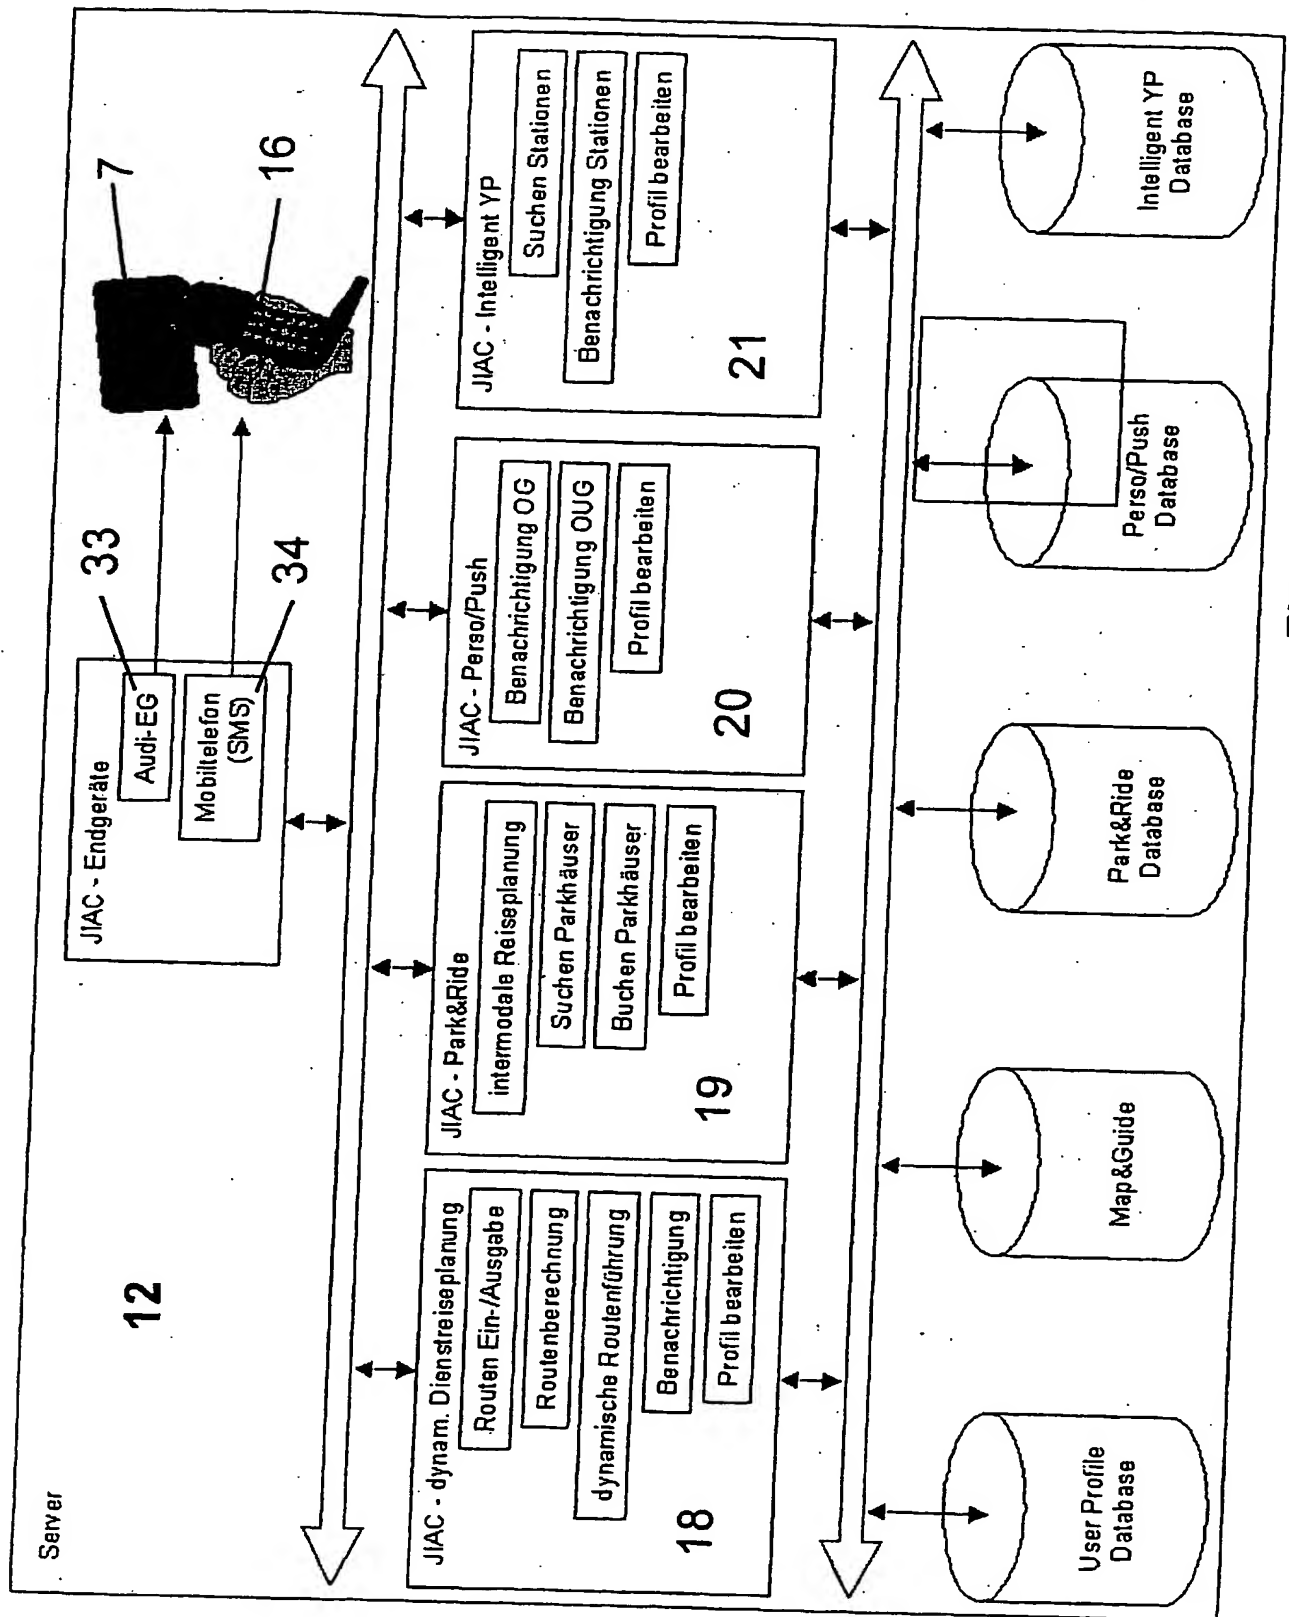 Server
12
JIAC - Endgeräte
Audi-EG
Mobiltelefon
(SMS)
33
34
7
16
JIAC - dynam. Dienstreiseplanung
Routen Ein-/Ausgabe
Routenberechnung
dynamische Routenführung
Benachrichtigung
Profil bearbeiten
18
JIAC - Park&Ride
intermodale Reiseplanung
Suchen Parkhäuser
Buchen Parkhäuser
Profil bearbeiten
19
JIAC - Perso/Push
Benachrichtigung OG
Benachrichtigung OUG
Profil bearbeiten
20
JIAC - Intelligent YP
Suchen Stationen
Benachrichtigung Stationen
Profil bearbeiten
21
User Profile
Database
Map&Guide
Park&Ride
Database
Perso/Push
Database
Intelligent YP
Database